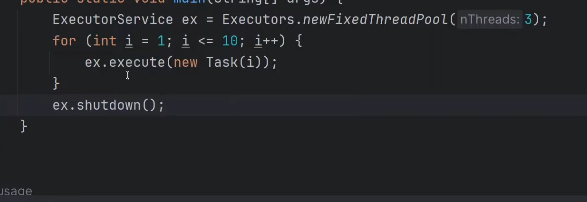 public static void main(String[] args) {
ExecutorService ex = Executors.newFixedThreadPool( nThreads: 3);
for (int i = 1; i <= 10; i++) {
ex.execute(new Task(i));
}
ex.shutdown();
}
usage